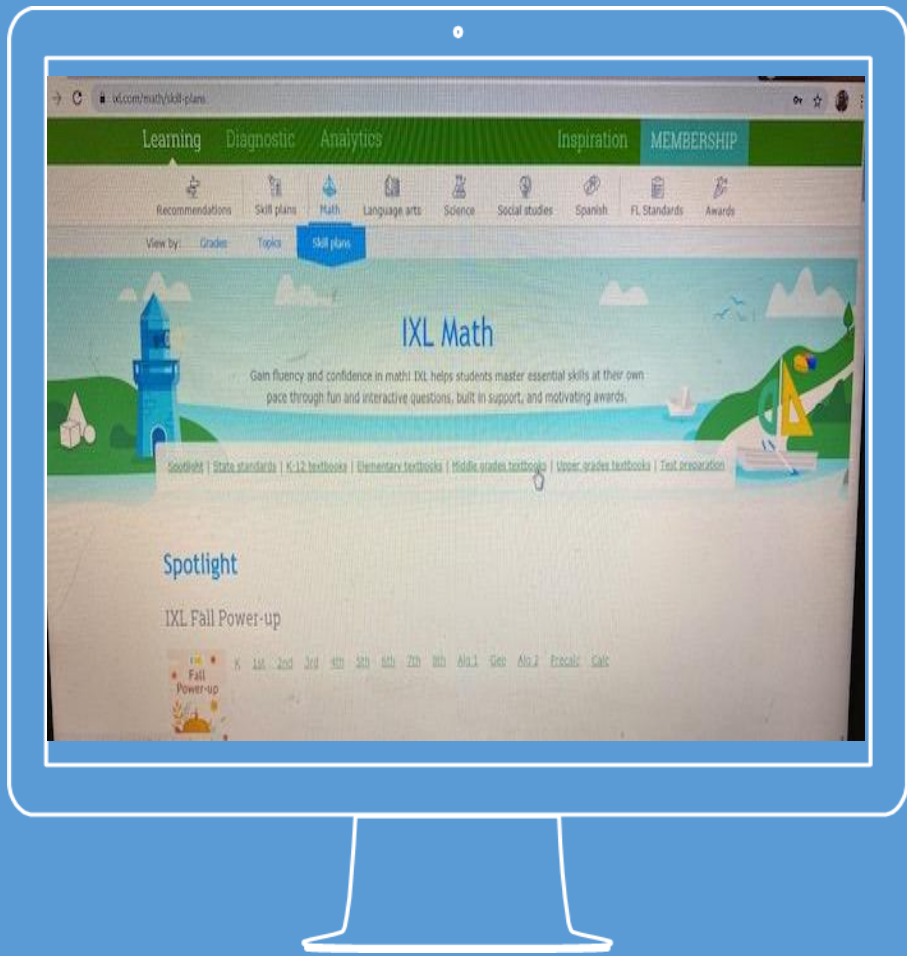 ixl.com/math/skill-plans
Learning Diagnostic Analytics Inspiration MEMBERSHIP
Recommendations Skill plans Math Language arts Science Social studies Spanish FL Standards Awards
View by: Grades Topics Skill plans
IXL Math
Gain fluency and confidence in math! IXL helps students master essential skills at their own
pace through fun and interactive questions, built in support, and motivating awards.
Spotlight | State standards | K-12 textbooks | Elementary textbooks | Middle grades textbooks | Upper grades textbooks | Test preparation
Spotlight
IXL Fall Power-up
K 1st 2nd 3rd 4th 5th 6th 7th 8th Alg 1 Geo Alg 2 Precalc Calc
Fall
Power-up